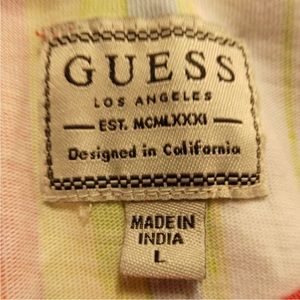 GUESS
LOS ANGELES
EST. MCMLXXXI
Designed in California
MADE IN
INDIA
L